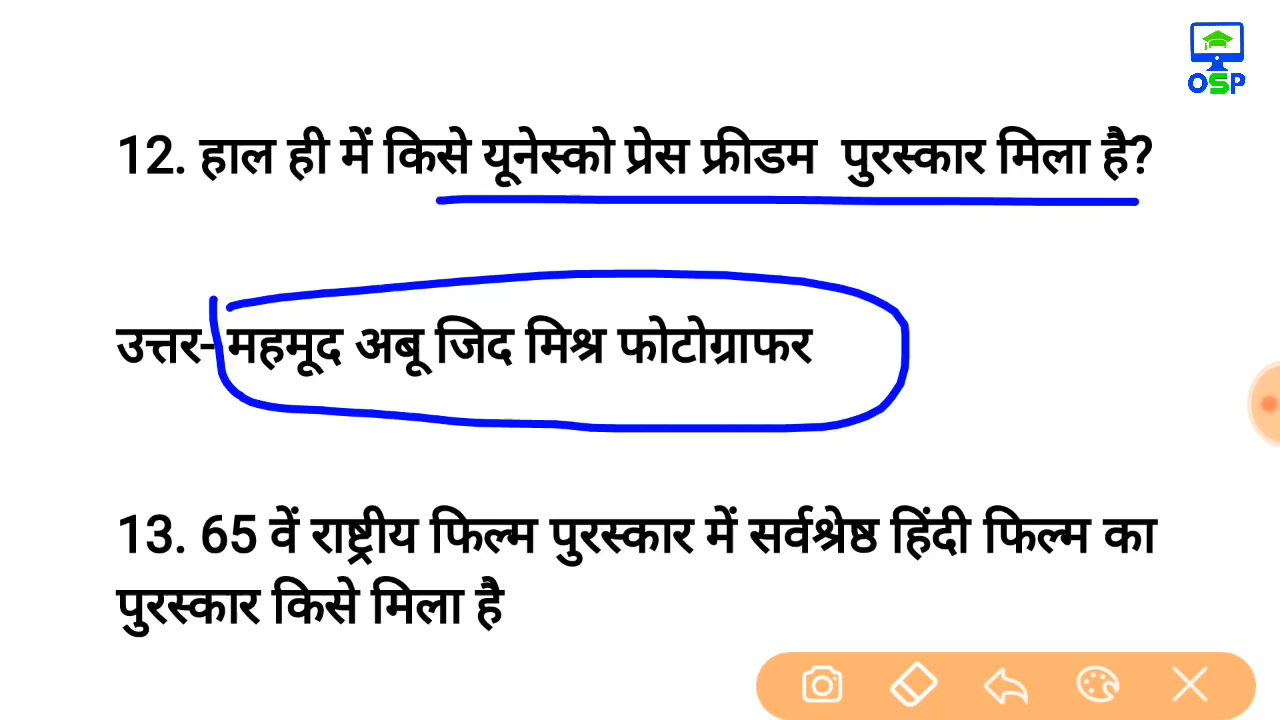 OSP
12. हाल ही में किसे यूनेस्को प्रेस फ्रीडम पुरस्कार मिला है?
उत्तर- महमूद अबू जिद मिश्र फोटोग्राफर
13. 65 वें राष्ट्रीय फिल्म पुरस्कार में सर्वश्रेष्ठ हिंदी फिल्म का
पुरस्कार किसे मिला है